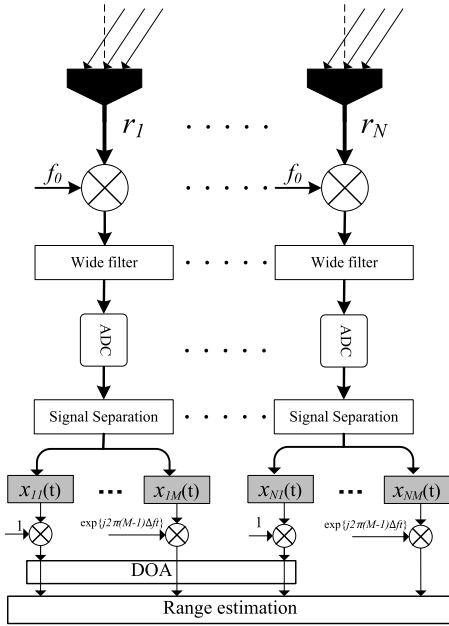 r1 . . . . . rN
f0 . . . . . f0
Wide filter . . . . . Wide filter
ADC . . . . . ADC
Signal Separation . . . . . Signal Separation
x11(t) ... x1M(t) xN1(t) ... xNM(t)
1 exp{j2π(M-1)Δft} 1 exp{j2π(M-1)Δft}
DOA
Range estimation